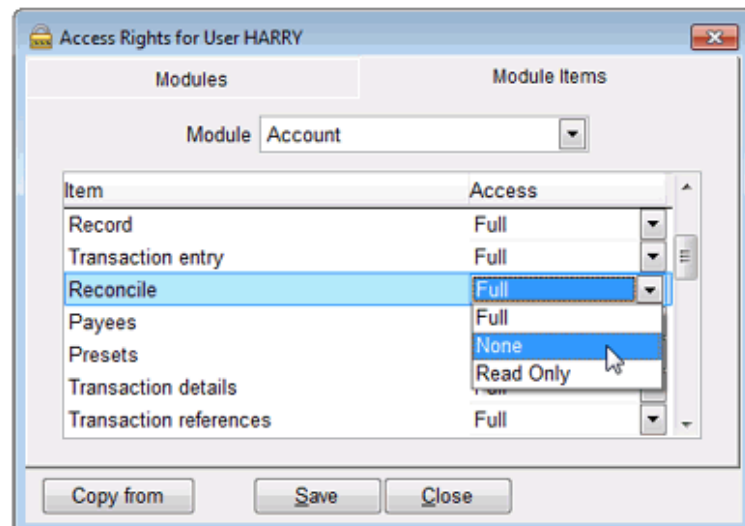 Access Rights for User HARRY
Modules Module Items
Module Account
Item Access
Record Full
Transaction entry Full
Reconcile Full
Payees Full
Presets None
Transaction details Read Only
Transaction references Full
Copy from Save Close